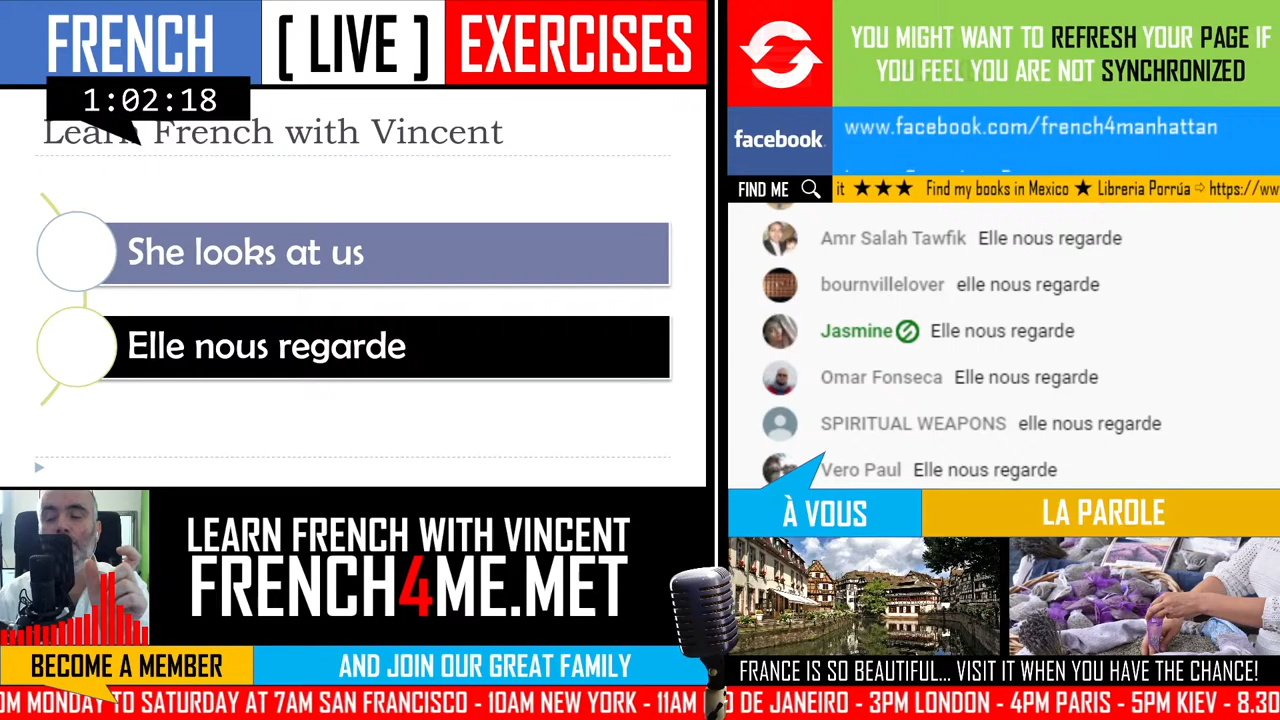 FRENCH [ LIVE ] EXERCISES
1:02:18
Learn French with Vincent
She looks at us
Elle nous regarde
LEARN FRENCH WITH VINCENT
FRENCH4ME.MET
BECOME A MEMBER
AND JOIN OUR GREAT FAMILY
YOU MIGHT WANT TO REFRESH YOUR PAGE IF
YOU FEEL YOU ARE NOT SYNCHRONIZED
facebook
www.facebook.com/french4manhattan
FIND ME
it ★★★ Find my books in Mexico ★ Libreria Porrúa ⇨ https://ww
Amr Salah Tawfik Elle nous regarde
bournvillelover elle nous regarde
Jasmine Elle nous regarde
Omar Fonseca Elle nous regarde
SPIRITUAL WEAPONS elle nous regarde
Vero Paul Elle nous regarde
À VOUS
LA PAROLE
FRANCE IS SO BEAUTIFUL... VISIT IT WHEN YOU HAVE THE CHANCE!
OM MONDAY TO SATURDAY AT 7AM SAN FRANCISCO - 10AM NEW YORK - 11AM DE JANEIRO - 3PM LONDON - 4PM PARIS - 5PM KIEV - 8.30